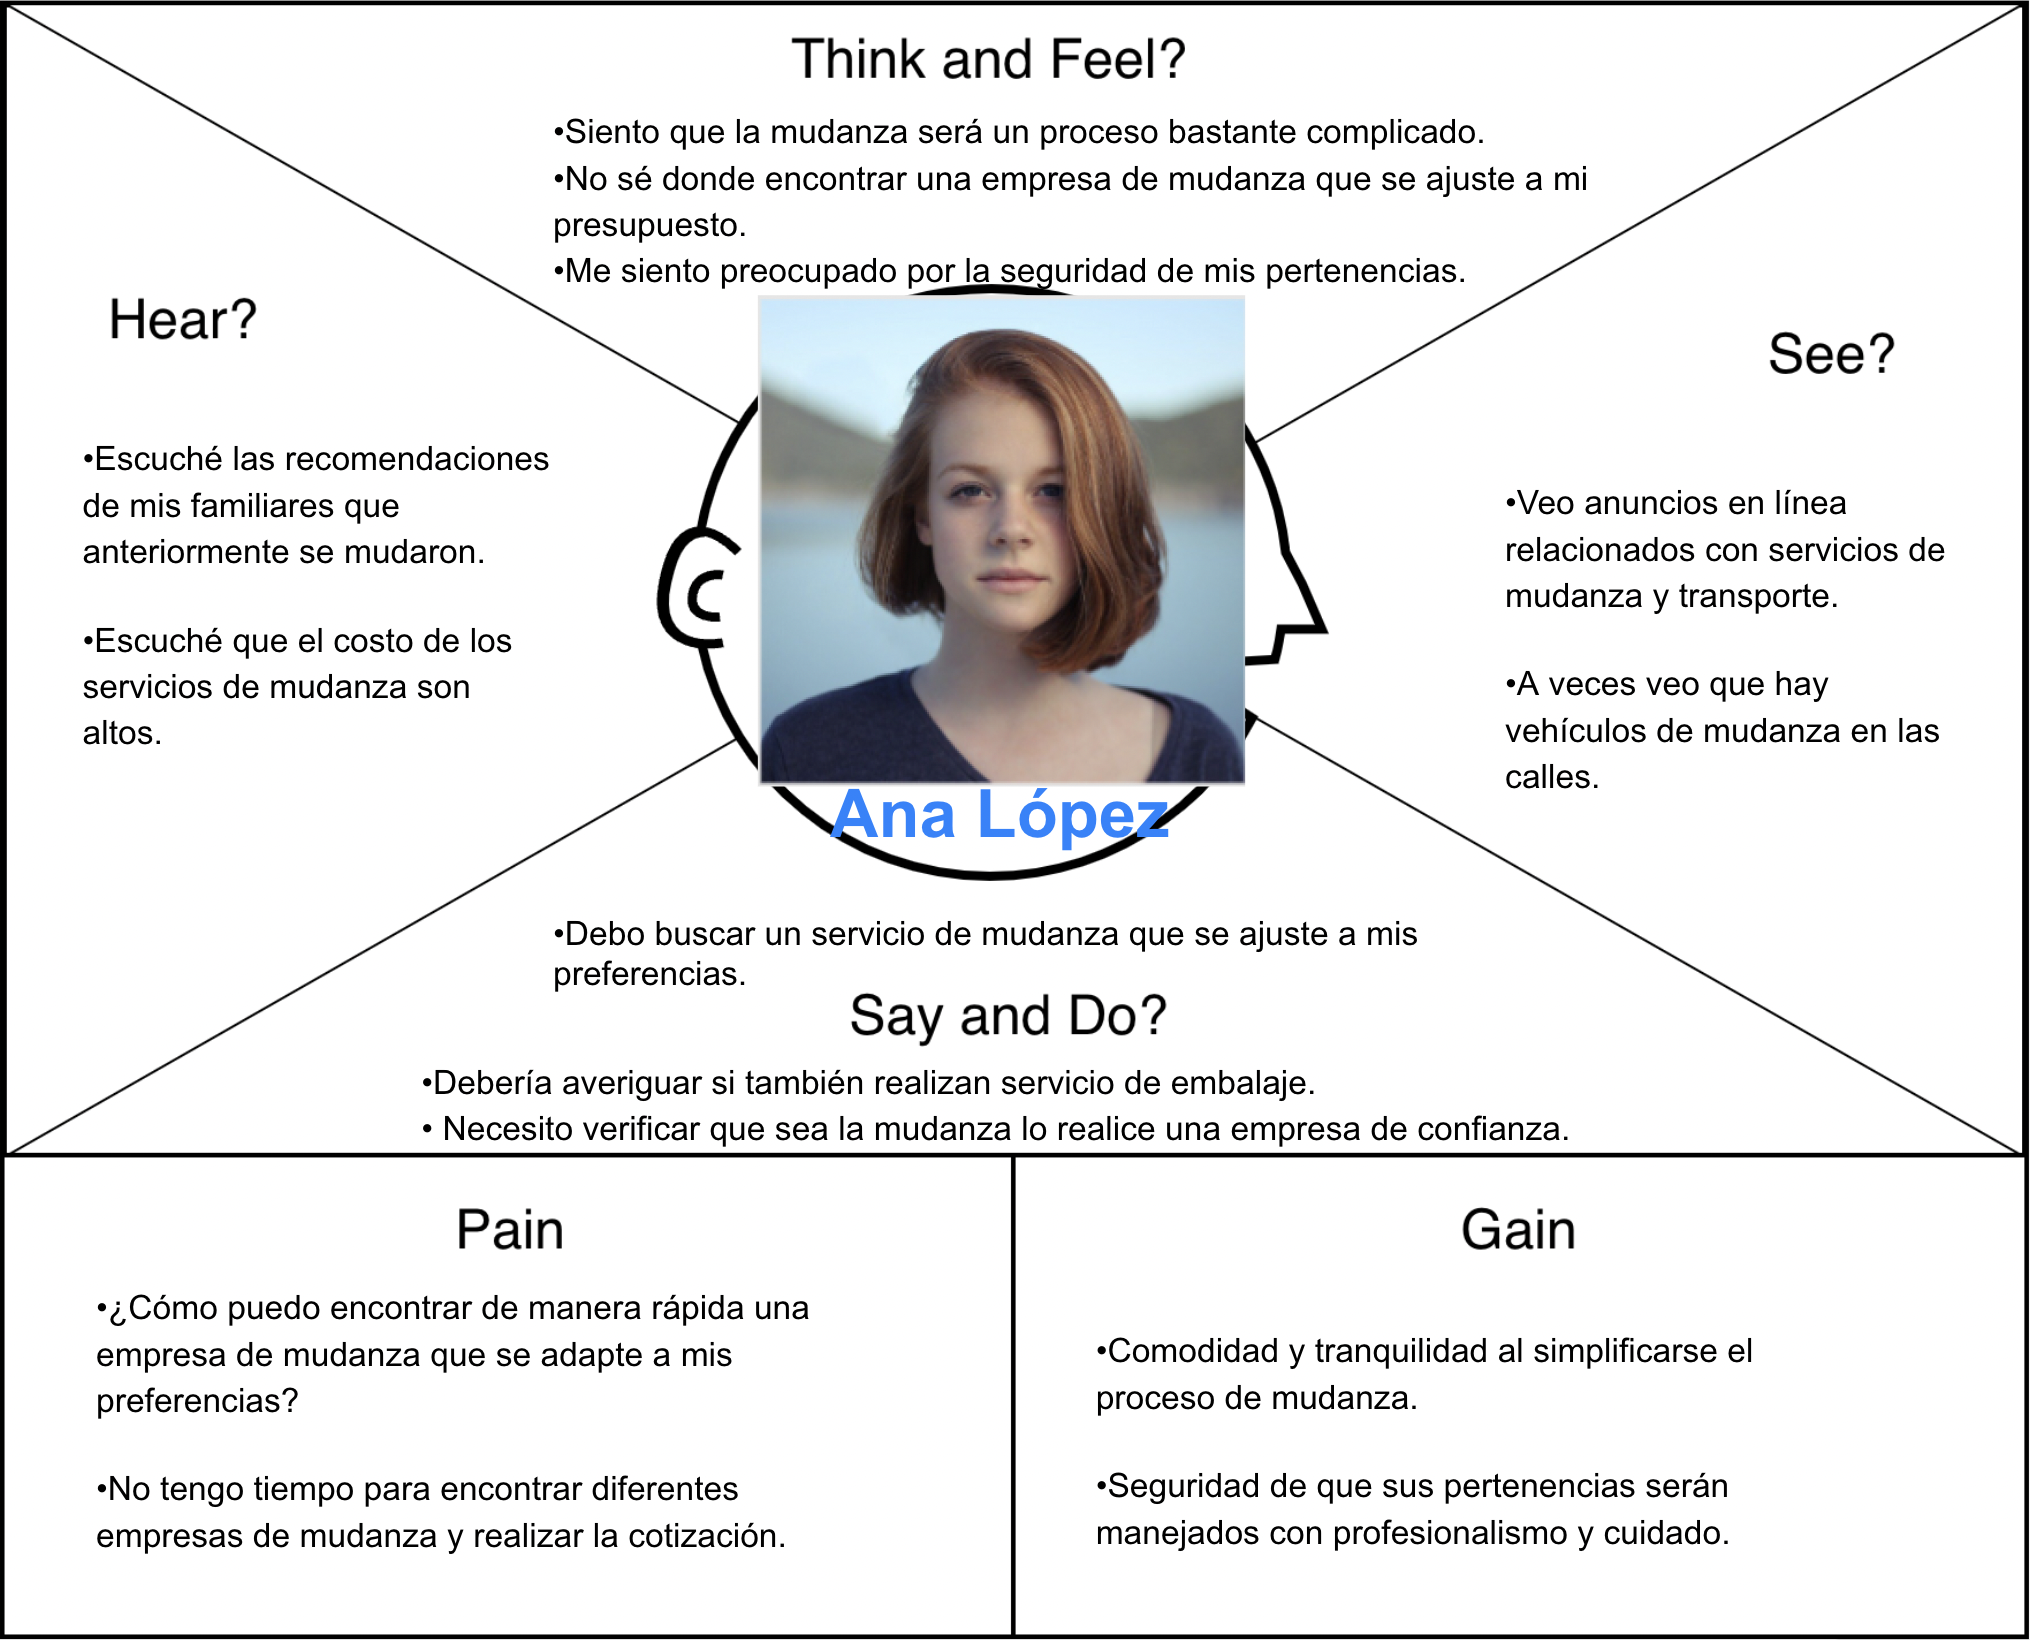 Think and Feel?
•Siento que la mudanza será un proceso bastante complicado.
•No sé donde encontrar una empresa de mudanza que se ajuste a mi
presupuesto.
•Me siento preocupado por la seguridad de mis pertenencias.
Hear?
•Escuché las recomendaciones
de mis familiares que
anteriormente se mudaron.
•Escuché que el costo de los
servicios de mudanza son
altos.
See?
•Veo anuncios en línea
relacionados con servicios de
mudanza y transporte.
•A veces veo que hay
vehículos de mudanza en las
calles.
Ana López
•Debo buscar un servicio de mudanza que se ajuste a mis
preferencias.
Say and Do?
•Debería averiguar si también realizan servicio de embalaje.
• Necesito verificar que sea la mudanza lo realice una empresa de confianza.
Pain
•¿Cómo puedo encontrar de manera rápida una
empresa de mudanza que se adapte a mis
preferencias?
•No tengo tiempo para encontrar diferentes
empresas de mudanza y realizar la cotización.
Gain
•Comodidad y tranquilidad al simplificarse el
proceso de mudanza.
•Seguridad de que sus pertenencias serán
manejados con profesionalismo y cuidado.